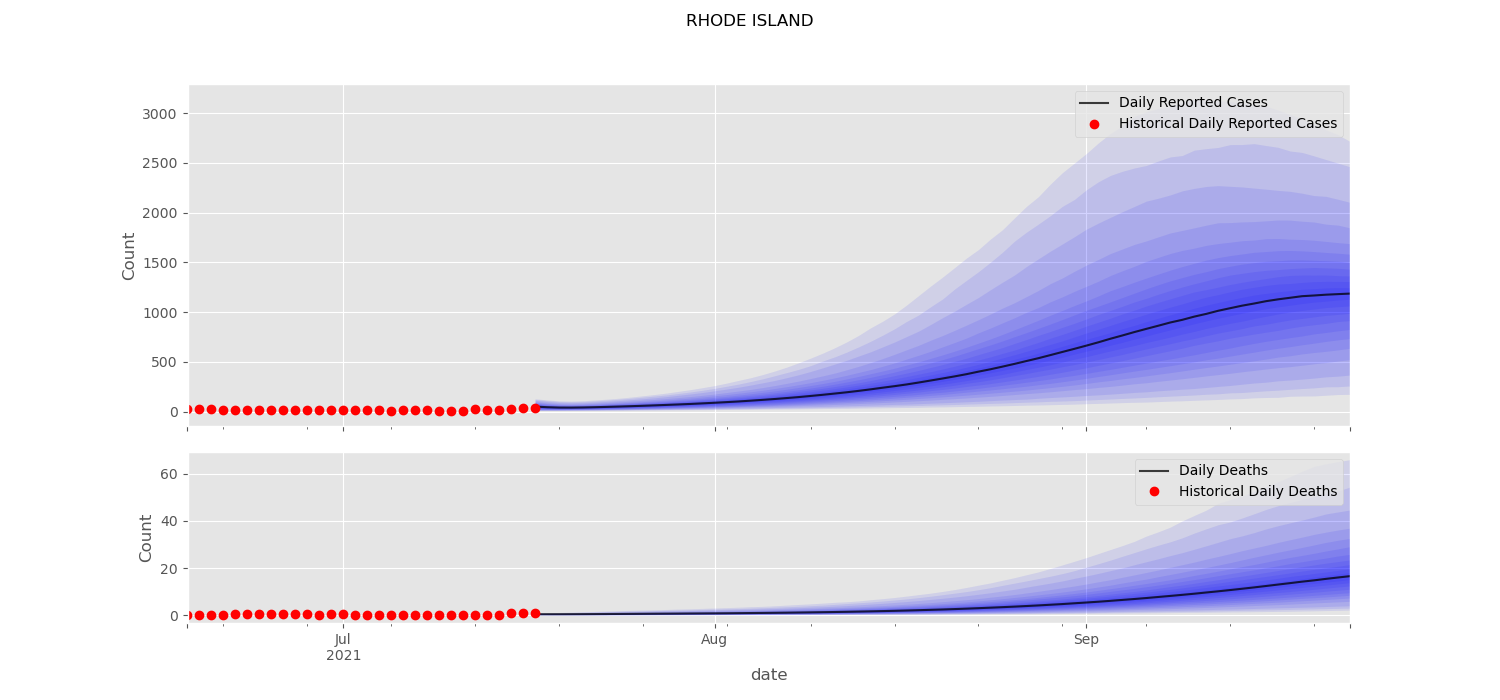 RHODE ISLAND
3000
2500
2000
1500
1000
500
0
Count
Daily Reported Cases
Historical Daily Reported Cases
60
40
20
0
Count
Daily Deaths
Historical Daily Deaths
Jul
2021
Aug
Sep
date